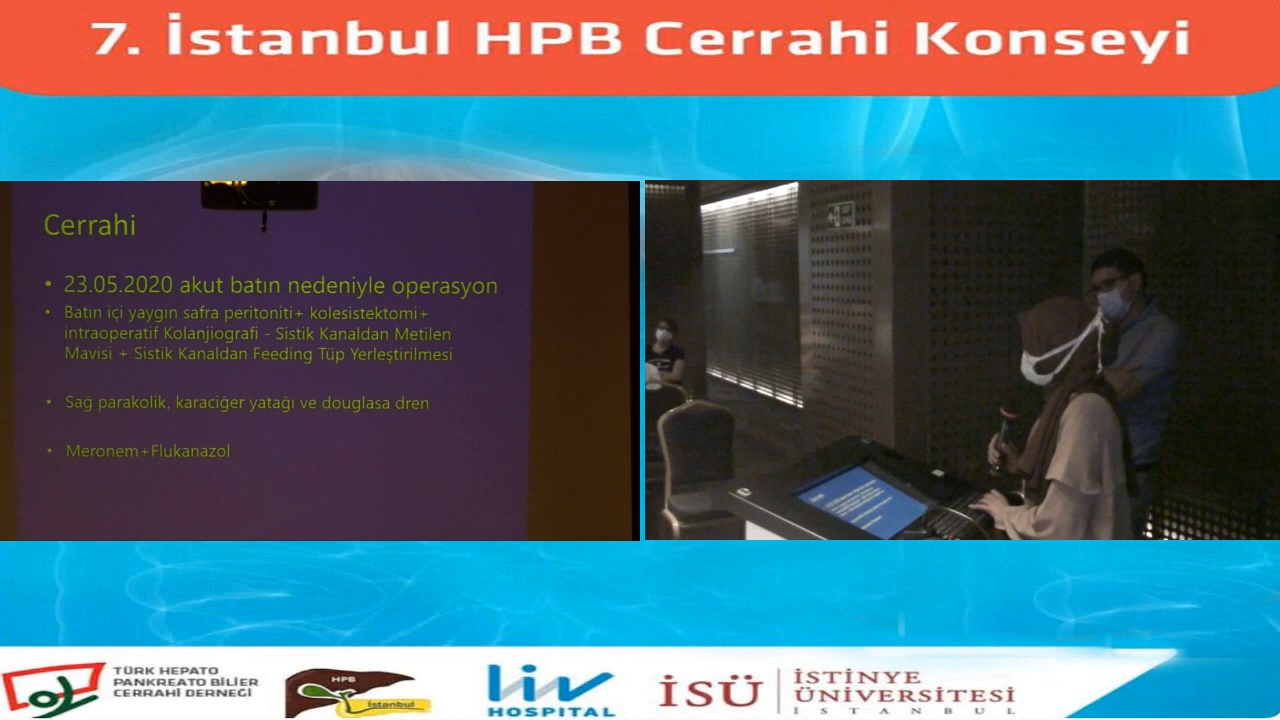 7. İstanbul HPB Cerrahi Konseyi
Cerrahi
• 23.05.2020 akut batın nedeniyle operasyon
• Batın içi yaygın safra peritoniti+ kolesistektomi+
intraoperatif Kolanjiografi - Sistik Kanaldan Metilen
Mavisi + Sistik Kanaldan Feeding Tüp Yerleştirilmesi
• Sağ parakolik, karaciğer yatağı ve douglasa dren
• Meronem+Flukanazol
TÜRK HEPATO
PANKREATO BİLİER
CERRAHİ DERNEĞİ
HPB
İstanbul
liv
HOSPITAL
İSÜ
İSTİNYE
ÜNİVERSİTESİ
İSTANBUL